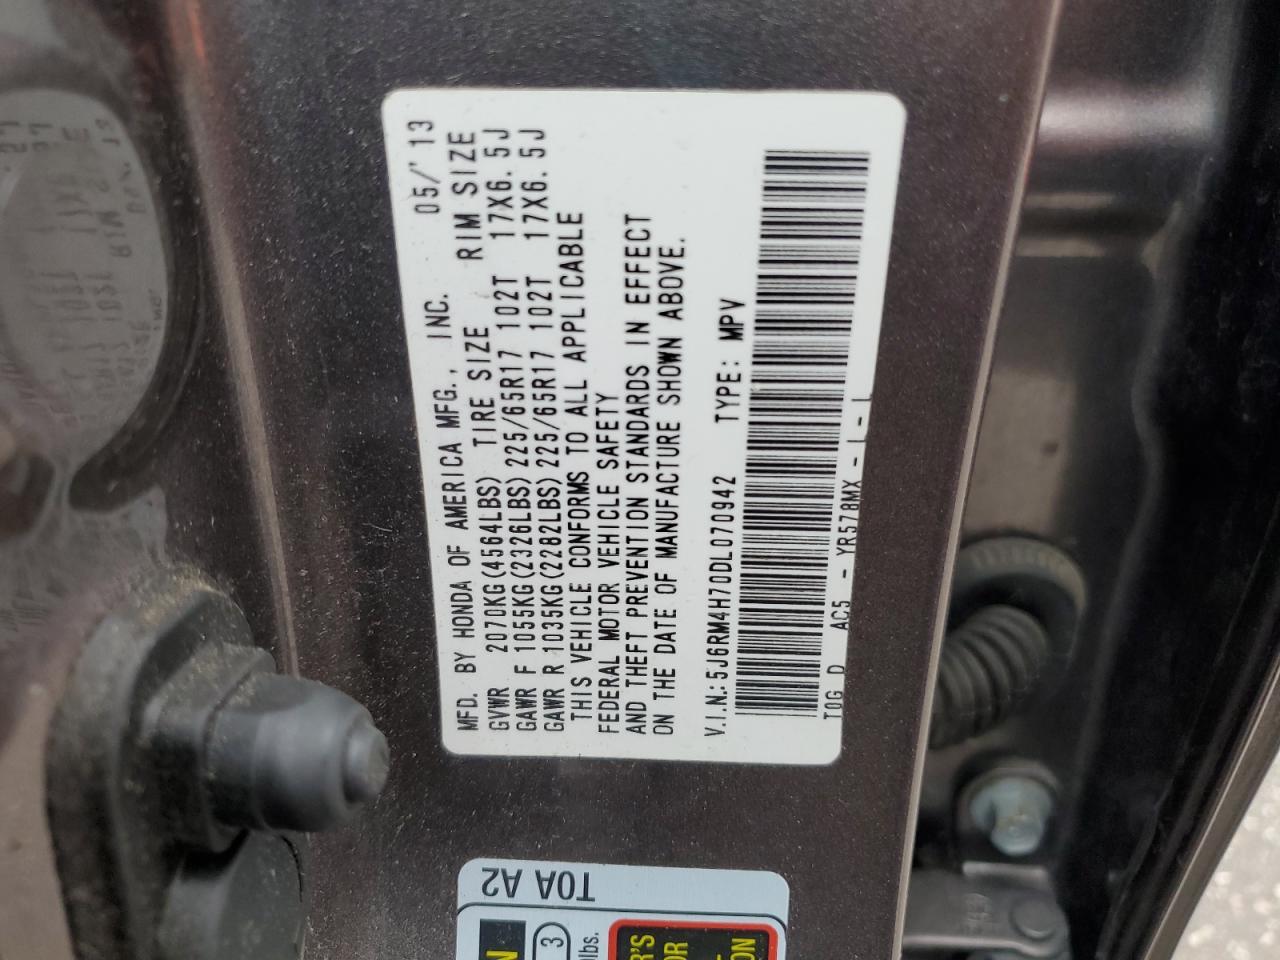 05/'13
MFD. BY HONDA OF AMERICA MFG., INC.
GVWR 2070KG(4564LBS) TIRE SIZE RIM SIZE
GAWR F 1055KG(2326LBS) 225/65R17 102T 17X6.5J
GAWR R 1035KG(2282LBS) 225/65R17 102T 17X6.5J
THIS VEHICLE CONFORMS TO ALL APPLICABLE
FEDERAL MOTOR VEHICLE SAFETY
AND THEFT PREVENTION STANDARDS IN EFFECT
ON THE DATE OF MANUFACTURE SHOWN ABOVE.
V.I.N.: 5J6RM4H70DL070942 TYPE: MPV
T0G D AC5 - YR578MX - L - L
T0A A2
3
lbs.